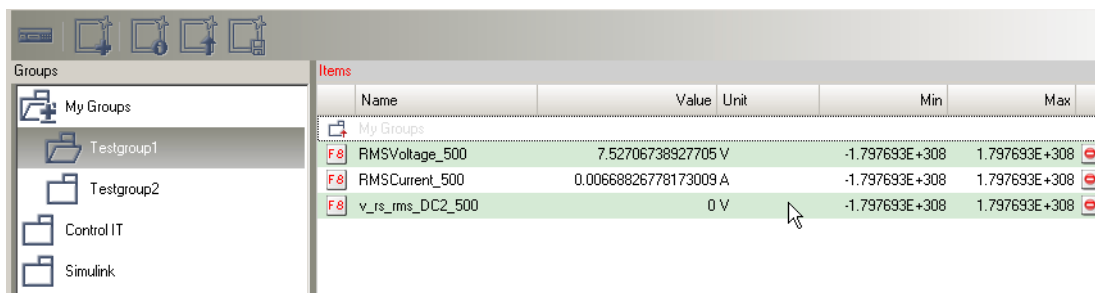 Groups
Items
My Groups
Testgroup1
Testgroup2
Control IT
Simulink
Name Value Unit Min Max
My Groups
F8 RMSVoltage_500 7.52706738927705 V -1.797693E+308 1.797693E+308
F8 RMSCurrent_500 0.00668826778173009 A -1.797693E+308 1.797693E+308
F8 v_rs_rms_DC2_500 0 V -1.797693E+308 1.797693E+308